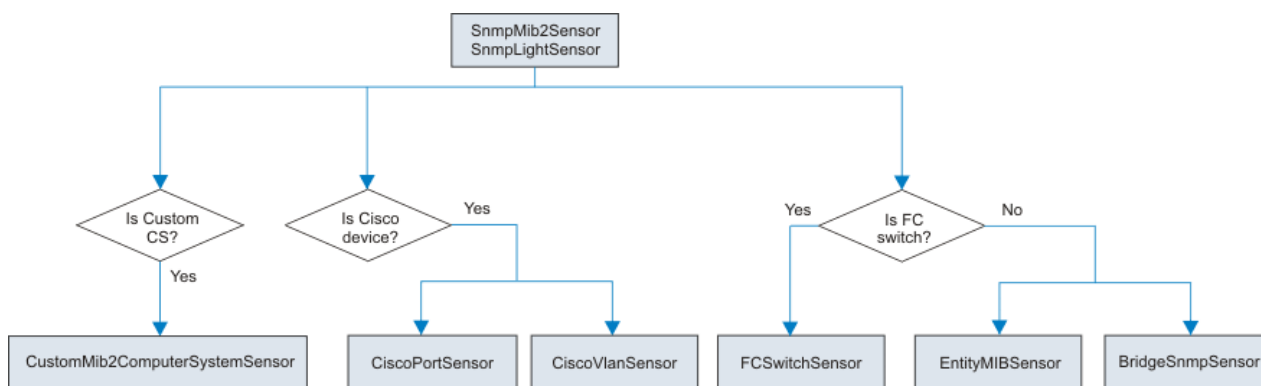 SnmpMib2Sensor
SnmpLightSensor
Is Custom
CS?
Yes
Is Cisco
device?
Yes
Yes
Is FC
switch?
No
CustomMib2ComputerSystemSensor
CiscoPortSensor
CiscoVlanSensor
FCSwitchSensor
EntityMIBSensor
BridgeSnmpSensor